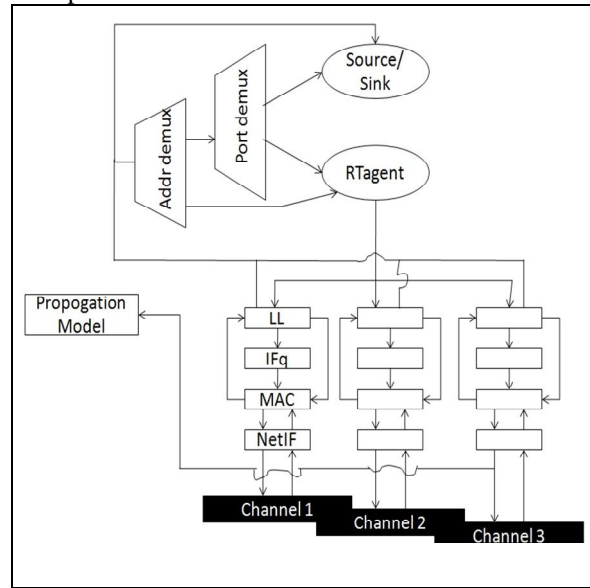 Source/
Sink
Port demux
Addr demux
RTagent
Propogation
Model
LL
IFq
MAC
NetIF
Channel 1
Channel 2
Channel 3